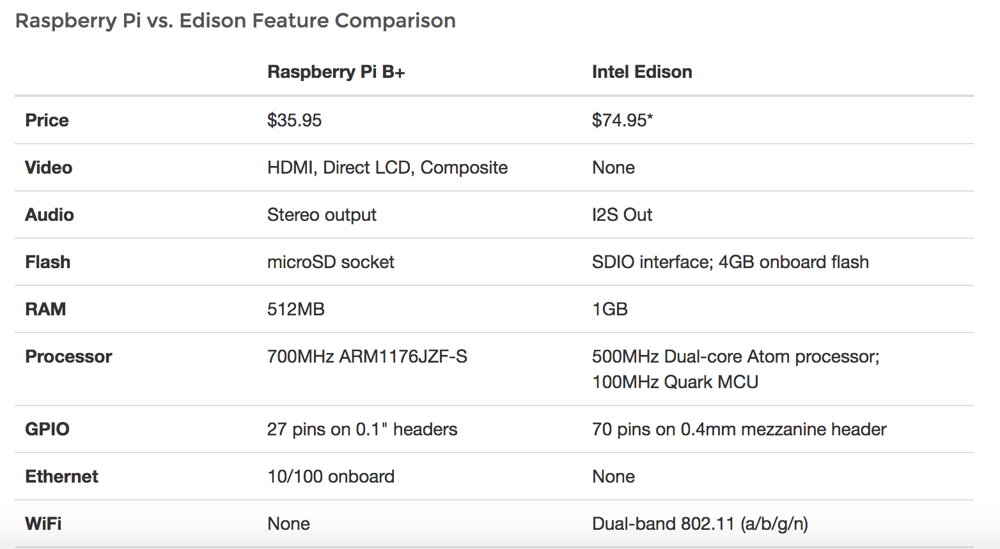 Raspberry Pi vs. Edison Feature Comparison
Raspberry Pi B+ Intel Edison
Price $35.95 $74.95*
Video HDMI, Direct LCD, Composite None
Audio Stereo output I2S Out
Flash microSD socket SDIO interface; 4GB onboard flash
RAM 512MB 1GB
Processor 700MHz ARM1176JZF-S 500MHz Dual-core Atom processor;
100MHz Quark MCU
GPIO 27 pins on 0.1" headers 70 pins on 0.4mm mezzanine header
Ethernet 10/100 onboard None
WiFi None Dual-band 802.11 (a/b/g/n)